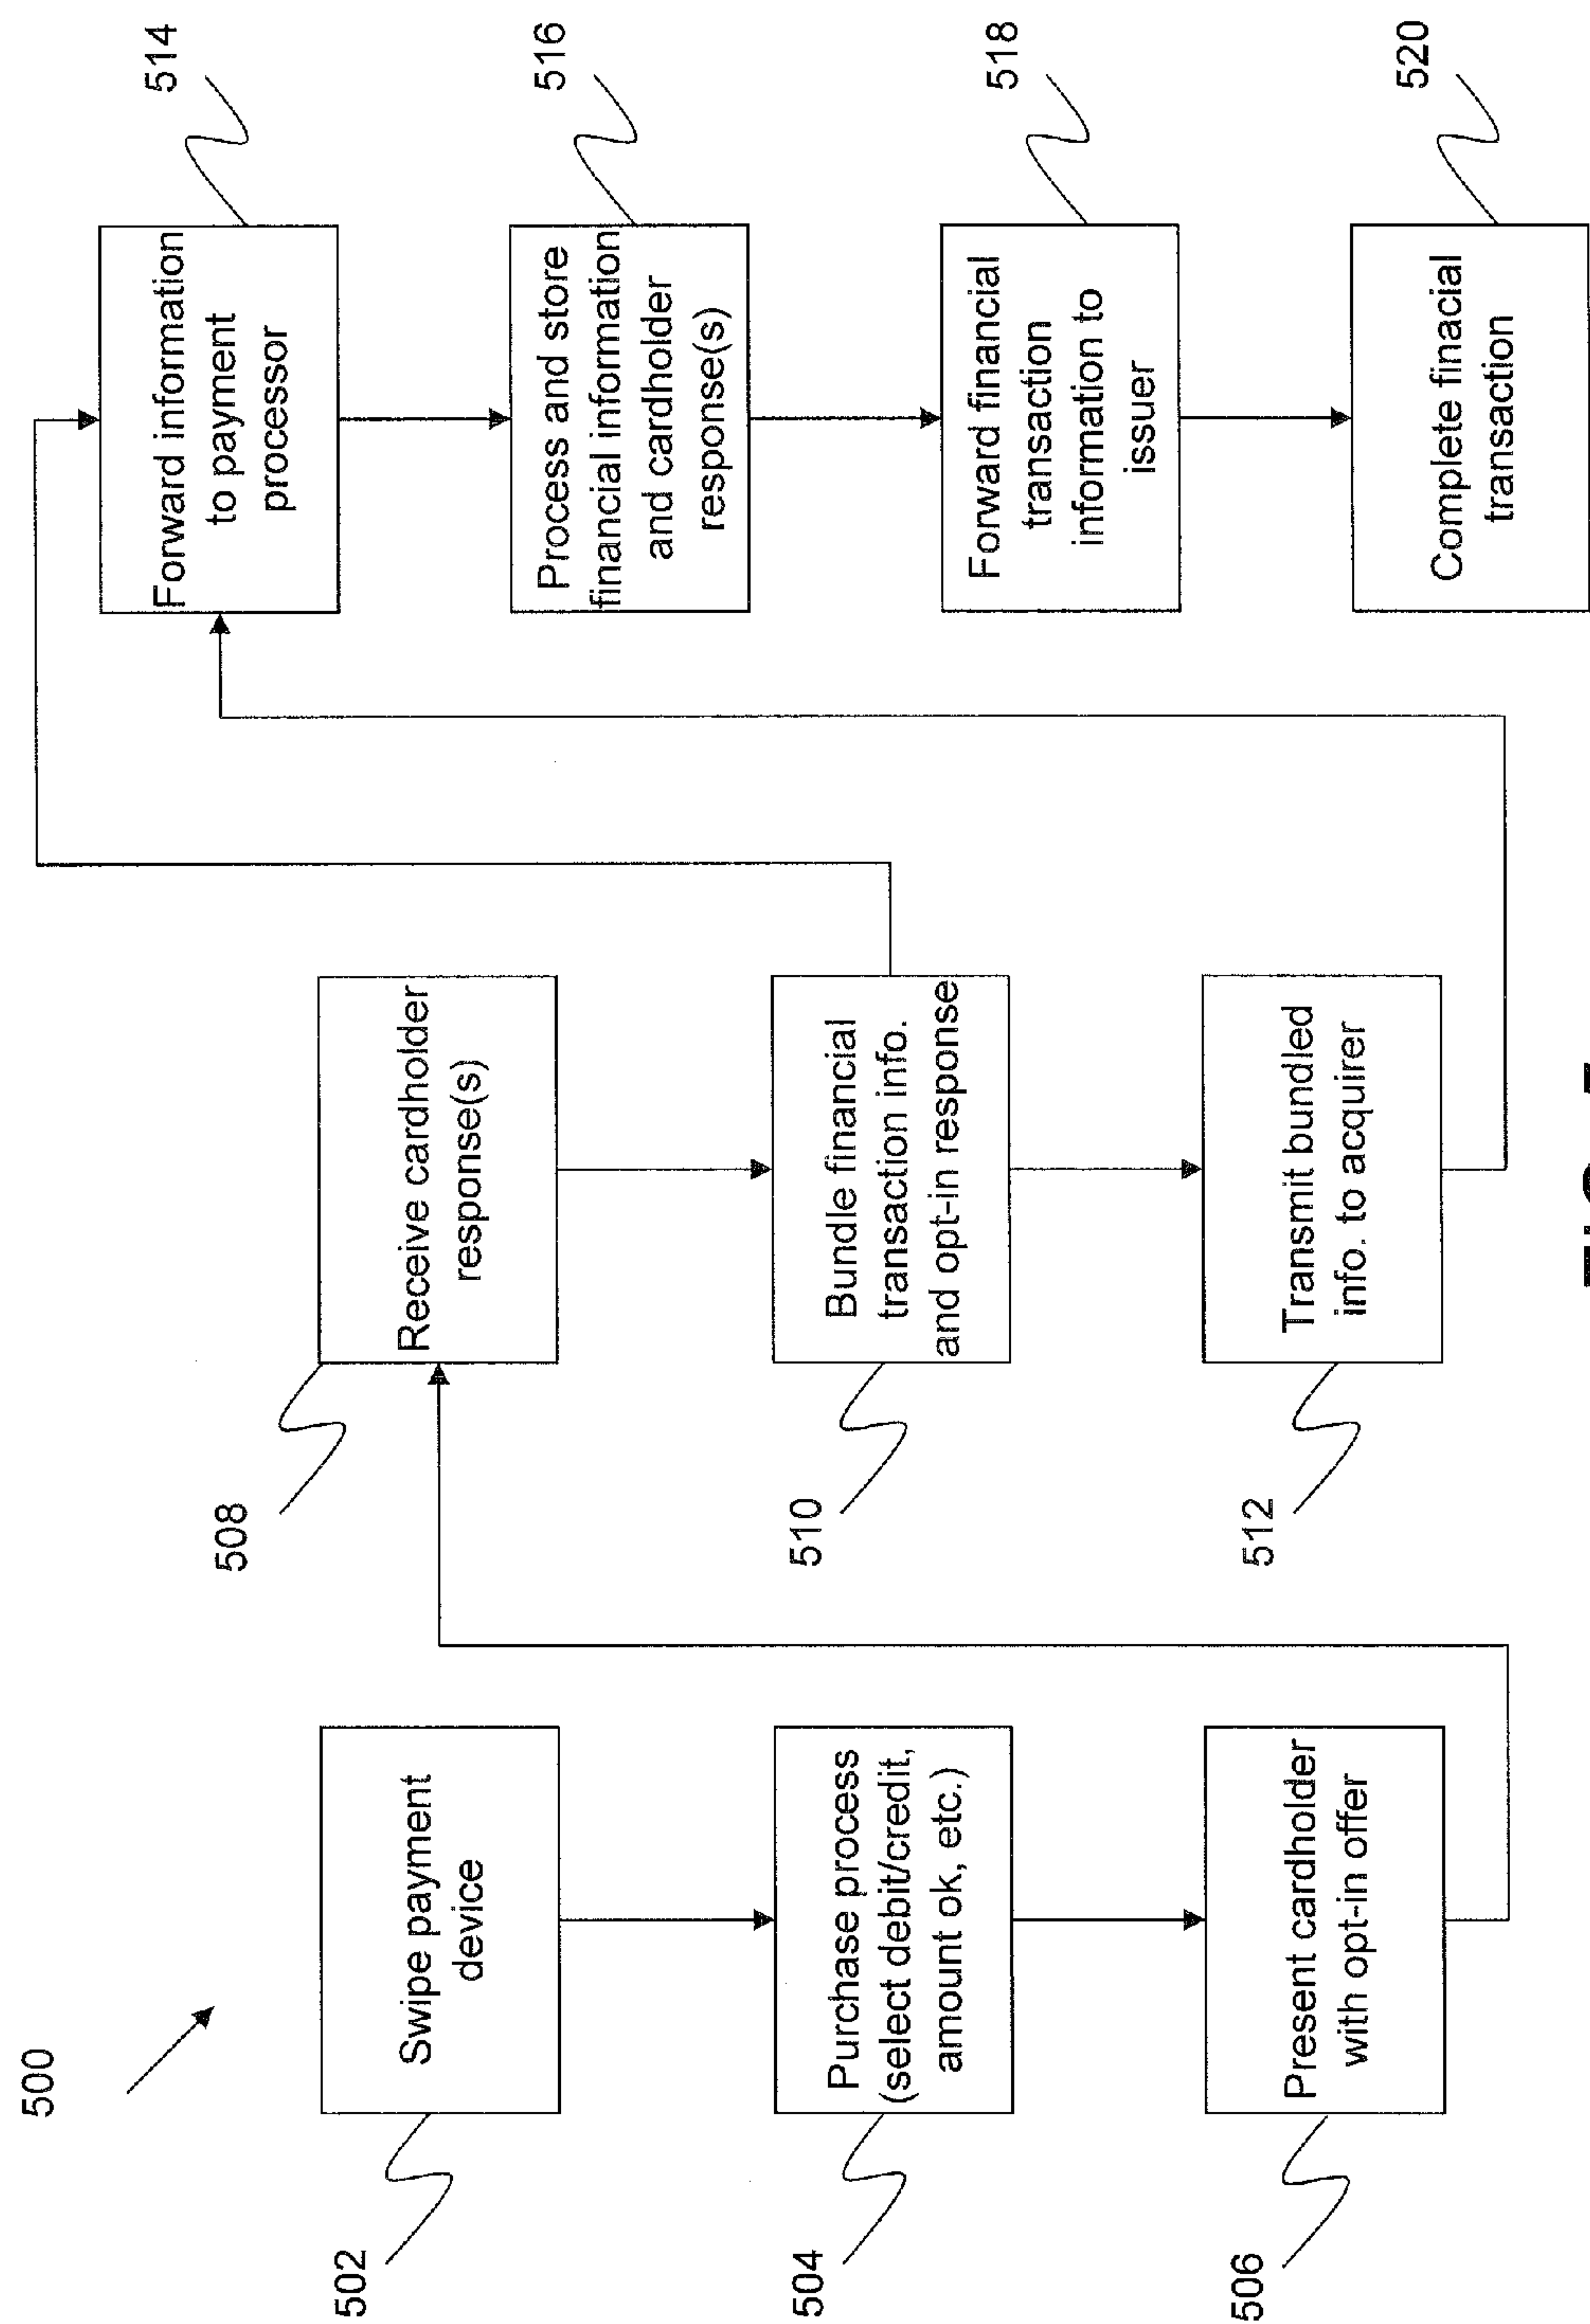 500
502
Swipe payment
device
504
Purchase process
(select debit/credit,
amount ok, etc.)
506
Present cardholder
with opt-in offer
508
Receive cardholder
response(s)
510
Bundle financial
transaction info.
and opt-in response
512
Transmit bundled
info. to acquirer
514
Forward information
to payment
processor
516
Process and store
financial information
and cardholder
response(s)
518
Forward financial
transaction
information to
issuer
520
Complete finacial
transaction